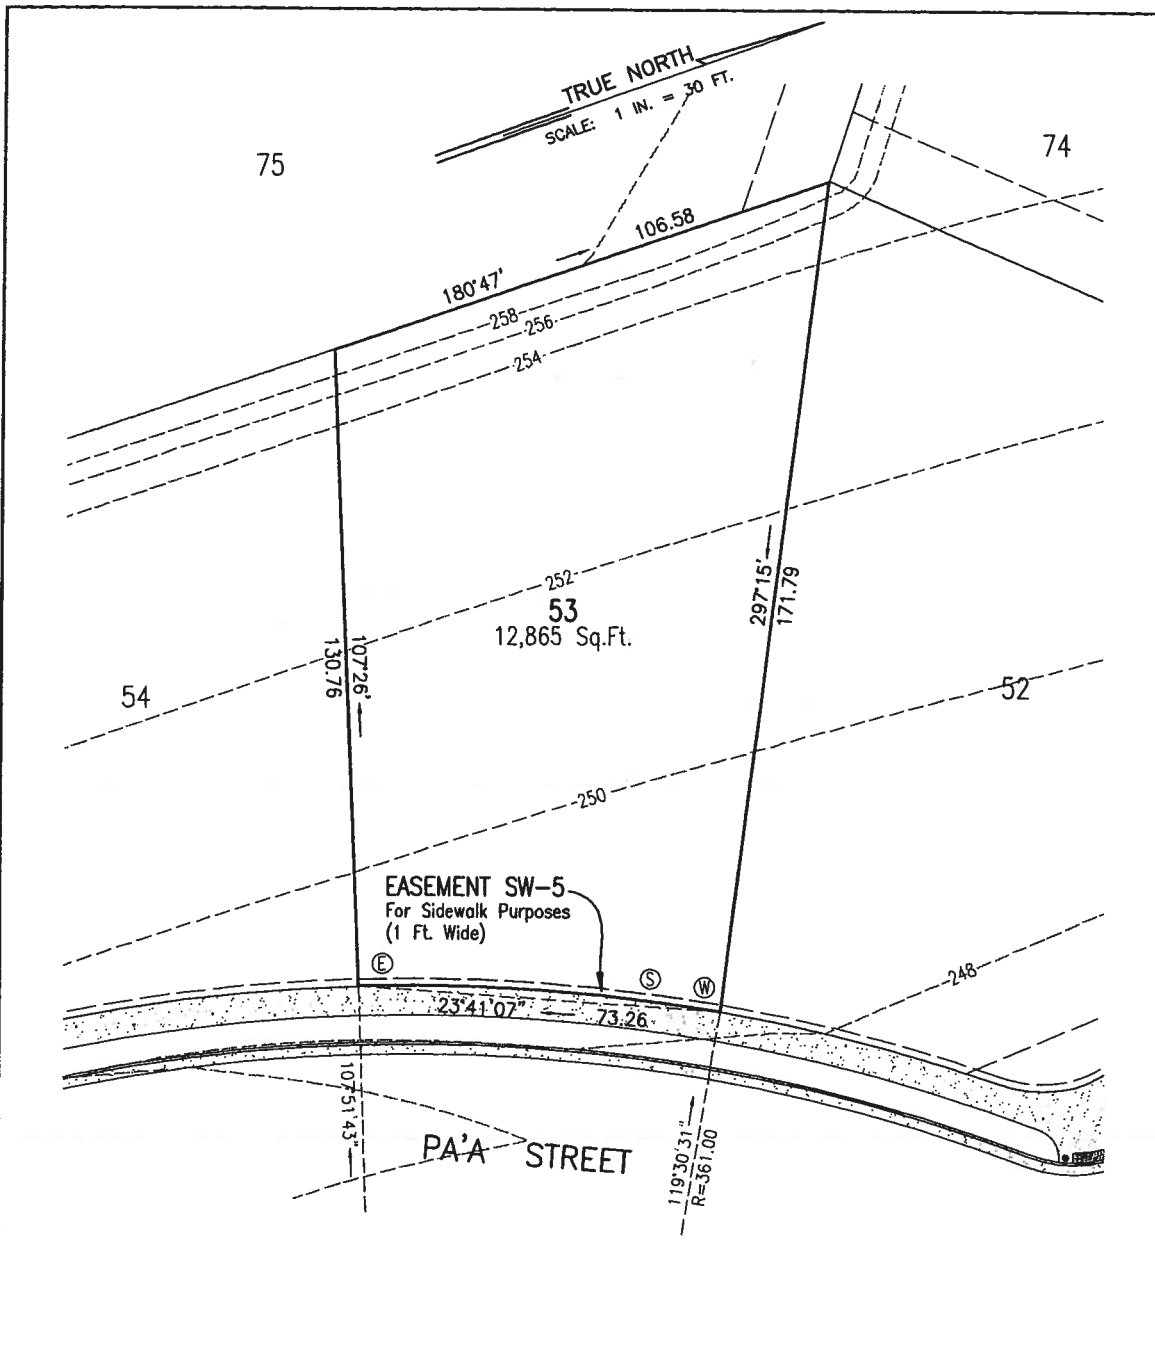 TRUE NORTH
SCALE: 1 IN. = 30 FT.
75
74
106.58
180°47'
258
256
254
252
53
12,865 Sq.Ft.
297°15'
171.79
107°26'
130.76
54
52
250
EASEMENT SW-5
For Sidewalk Purposes
(1 Ft. Wide)
248
E
S
W
23°41'07"
73.26
107°51'43"
PA'A STREET
119°30'31"
R=361.00